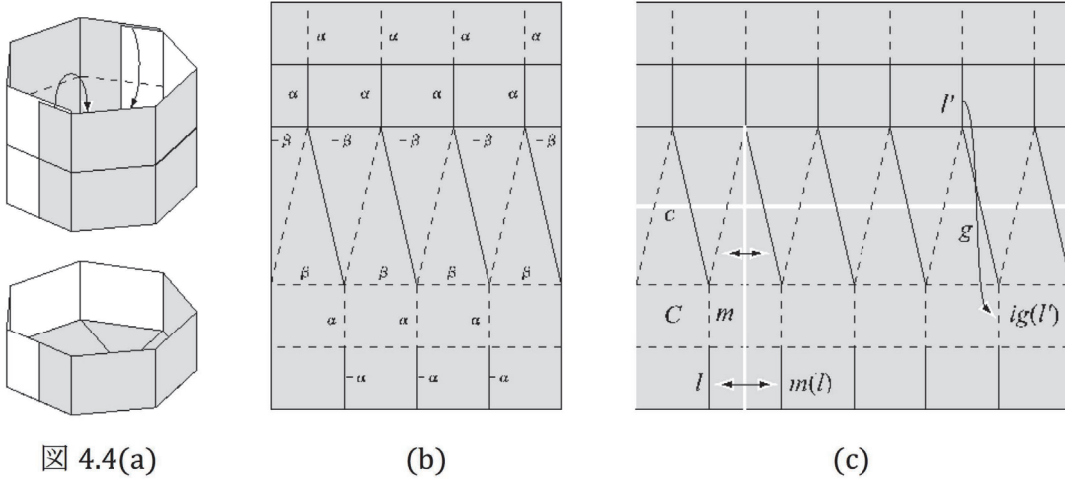 α α α α
α α α α
-β -β -β -β -β
β β β β
α α α
-α -α -α
l'
c
g
C m ig(l')
l m(l)
図 4.4(a) (b) (c)